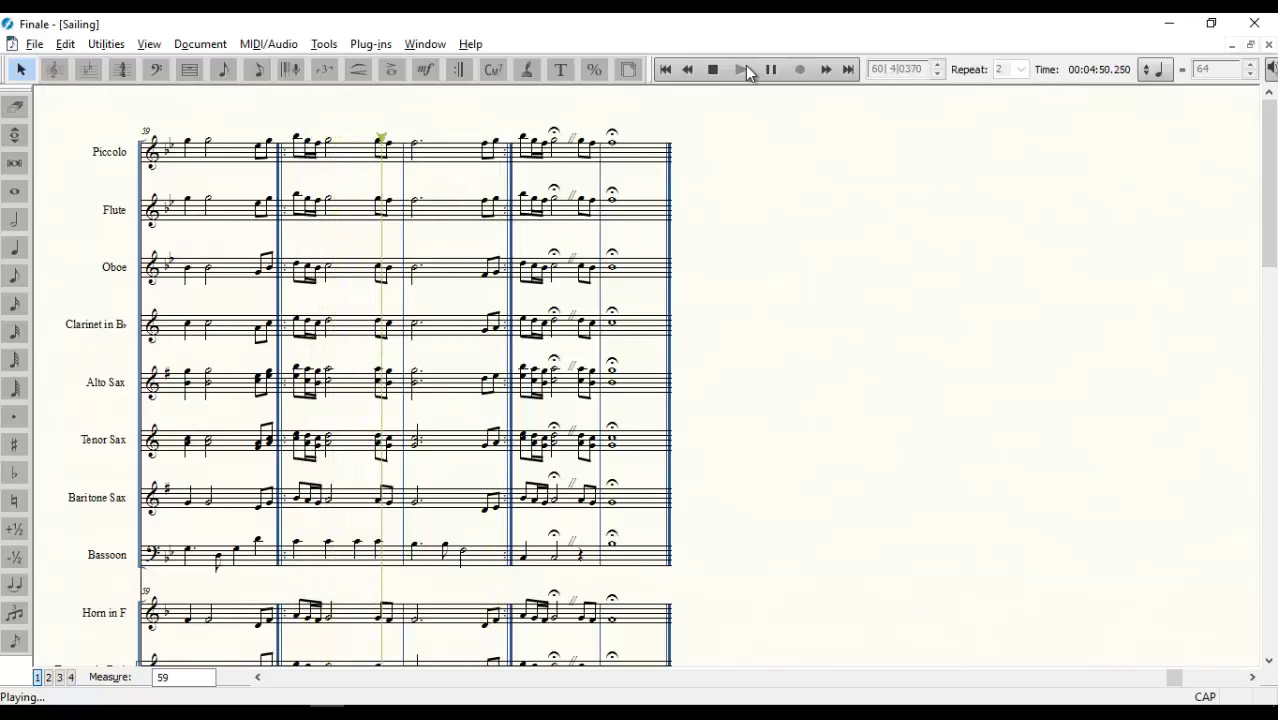 Finale - [Sailing]
File Edit Utilities View Document MIDI/Audio Tools Plug-ins Window Help
60| 4|0370 Repeat: 2 Time: 00:04:50.250 = 64
59
Piccolo
Flute
Oboe
Clarinet in B♭
Alto Sax
Tenor Sax
Baritone Sax
Bassoon
59
Horn in F
1 2 3 4 Measure: 59
Playing... CAP